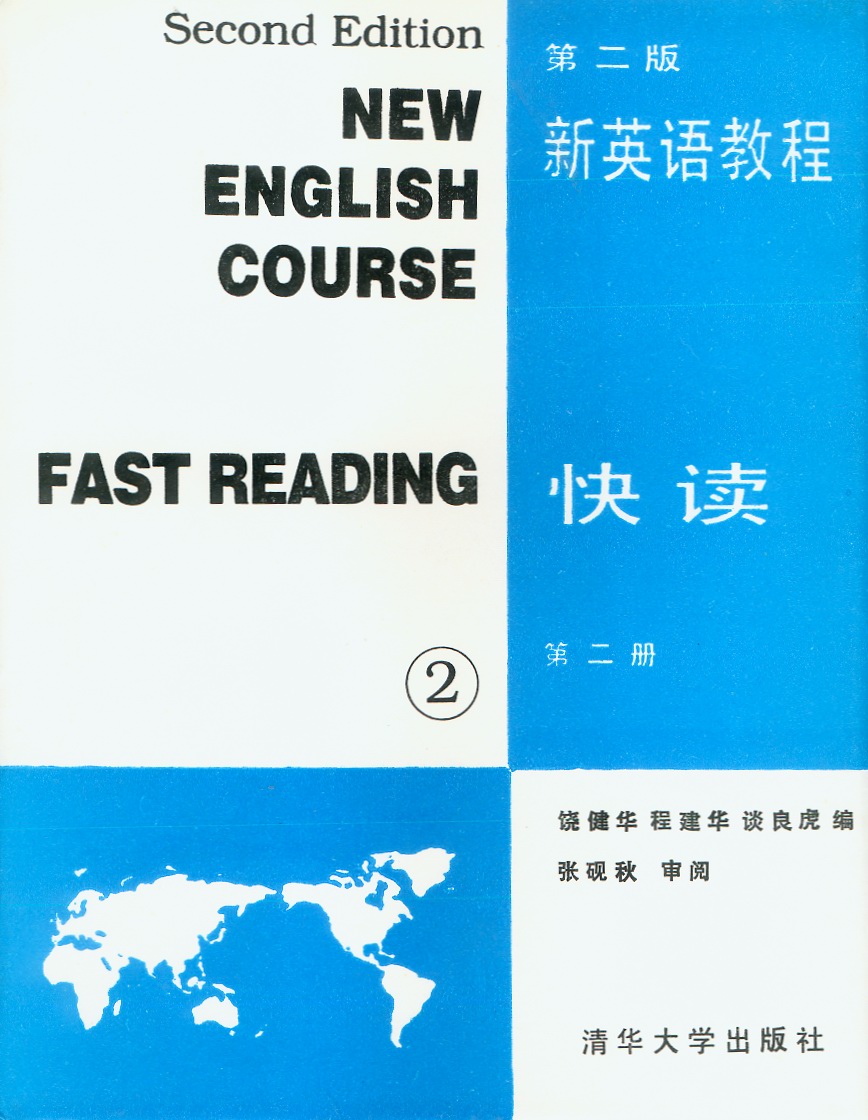 Second Edition
NEW
ENGLISH
COURSE
FAST READING
2
第二版
新英语教程
快读
第二册
饶健华 程建华 谈良虎 编
张砚秋 审阅
清华大学出版社